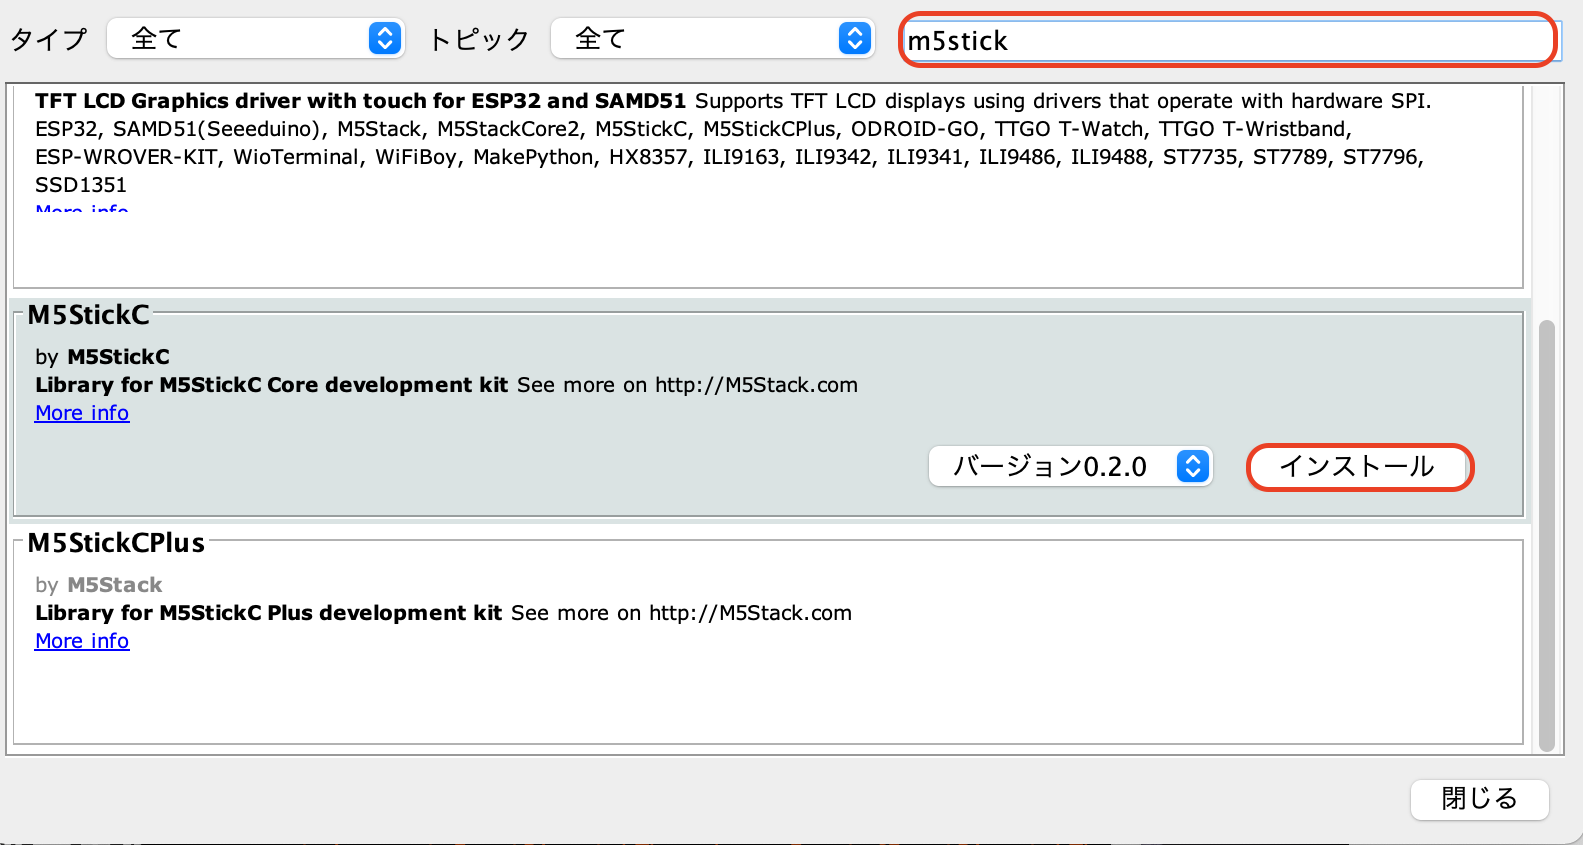 タイプ 全て トピック 全て m5stick
TFT LCD Graphics driver with touch for ESP32 and SAMD51 Supports TFT LCD displays using drivers that operate with hardware SPI.
ESP32, SAMD51(Seeeduino), M5Stack, M5StackCore2, M5StickC, M5StickCPlus, ODROID-GO, TTGO T-Watch, TTGO T-Wristband,
ESP-WROVER-KIT, WioTerminal, WiFiBoy, MakePython, HX8357, ILI9163, ILI9342, ILI9341, ILI9486, ILI9488, ST7735, ST7789, ST7796,
SSD1351
More info
M5StickC
by M5StickC
Library for M5StickC Core development kit See more on http://M5Stack.com
More info
バージョン0.2.0 インストール
M5StickCPlus
by M5Stack
Library for M5StickC Plus development kit See more on http://M5Stack.com
More info
閉じる